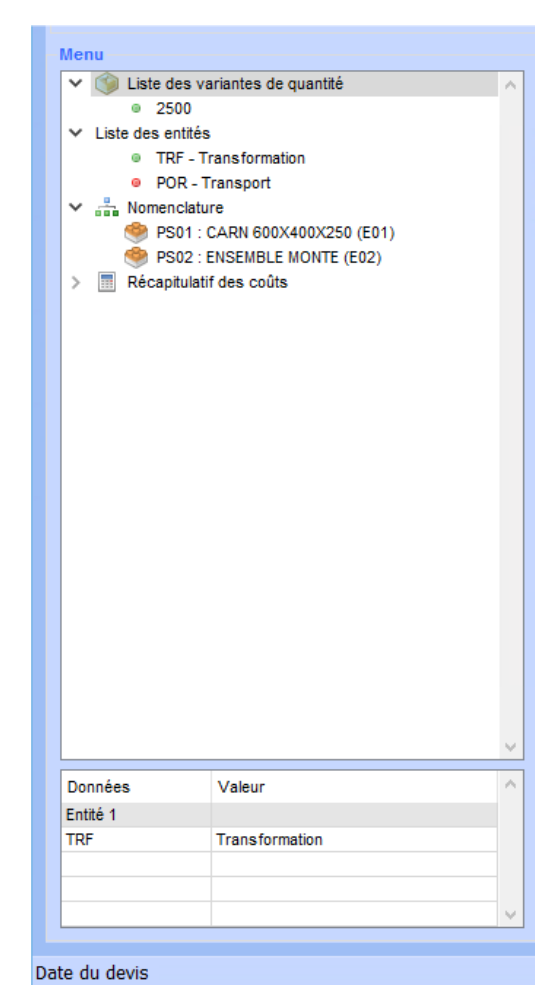 Menu
Liste des variantes de quantité
2500
Liste des entités
TRF - Transformation
POR - Transport
Nomenclature
PS01 : CARN 600X400X250 (E01)
PS02 : ENSEMBLE MONTE (E02)
Récapitulatif des coûts
Données Valeur
Entité 1
TRF Transformation
Date du devis